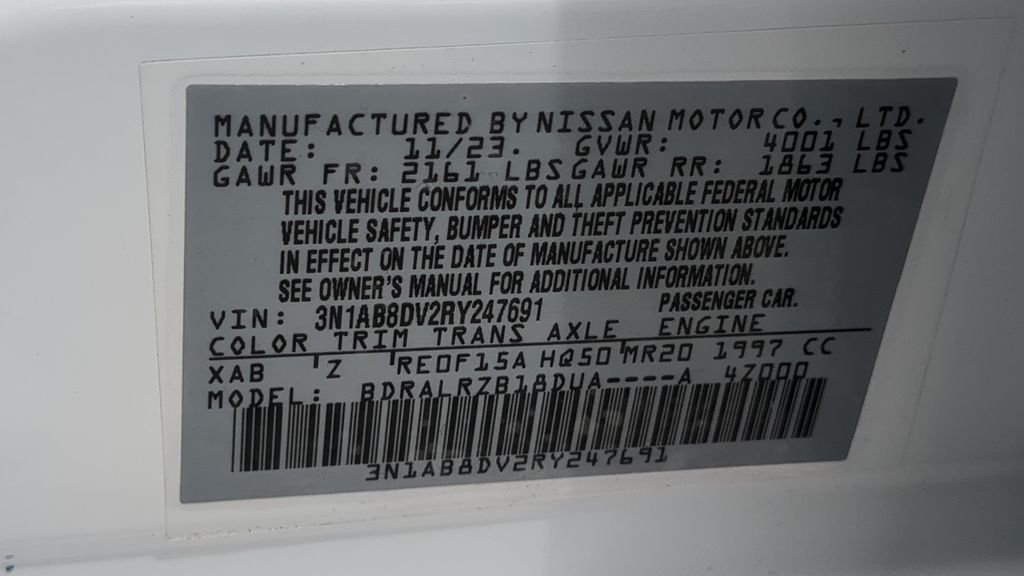 MANUFACTURED BY NISSAN MOTOR CO., LTD.
DATE: 11/23. GVWR: 4001 LBS
GAWR FR: 2161 LBS GAWR RR: 1863 LBS
THIS VEHICLE CONFORMS TO ALL APPLICABLE FEDERAL MOTOR
VEHICLE SAFETY, BUMPER AND THEFT PREVENTION STANDARDS
IN EFFECT ON THE DATE OF MANUFACTURE SHOWN ABOVE.
SEE OWNER'S MANUAL FOR ADDITIONAL INFORMATION.
VIN: 3N1AB8DV2RY247691 PASSENGER CAR.
COLOR TRIM TRANS AXLE ENGINE
XAB Z RE0F15A HQ50 MR20 1997 CC
MODEL: BDRALRZB18DUA----A 4Z000
3N1AB8DV2RY247691